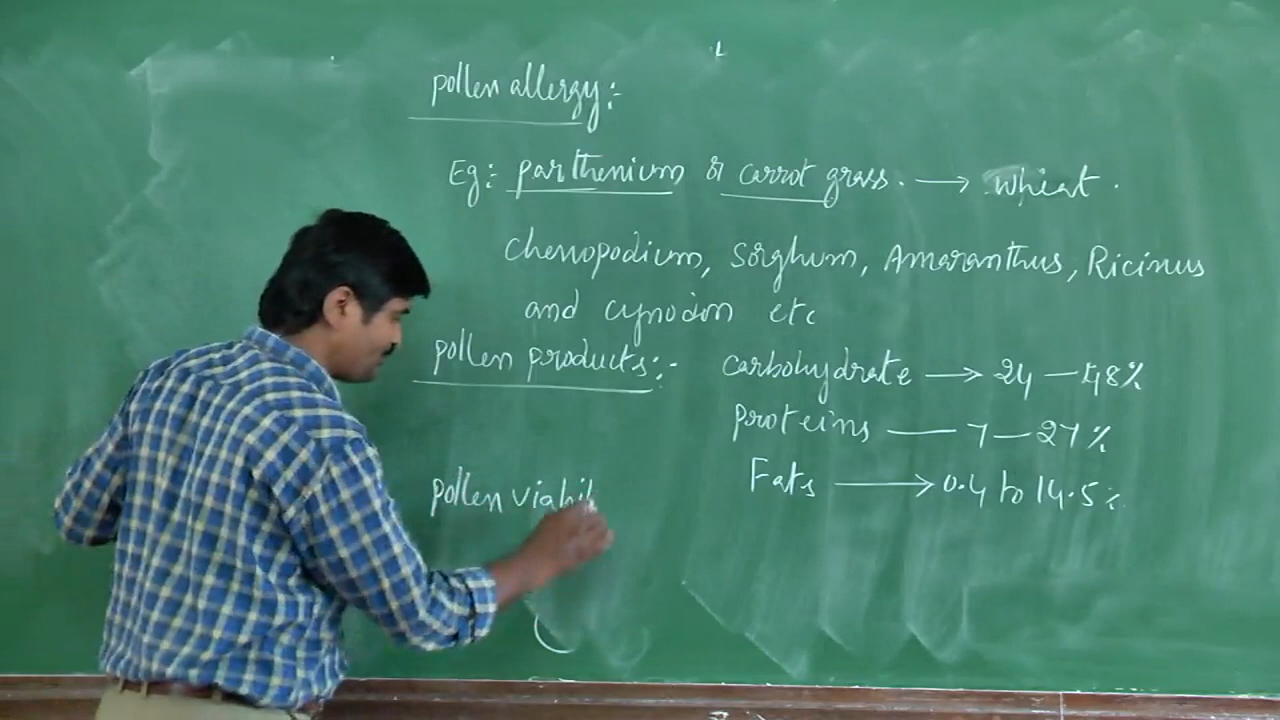 pollen allergy:-
Eg:- parthenium & carrot grass. → wheat.
Chenopodium, Sorghum, Amaranthus, Ricinus
and cynodon etc
pollen products:- carbohydrate → 24 — 48%
proteins — 7 — 27%
Fats → 0.4 to 14.5%
pollen viabil